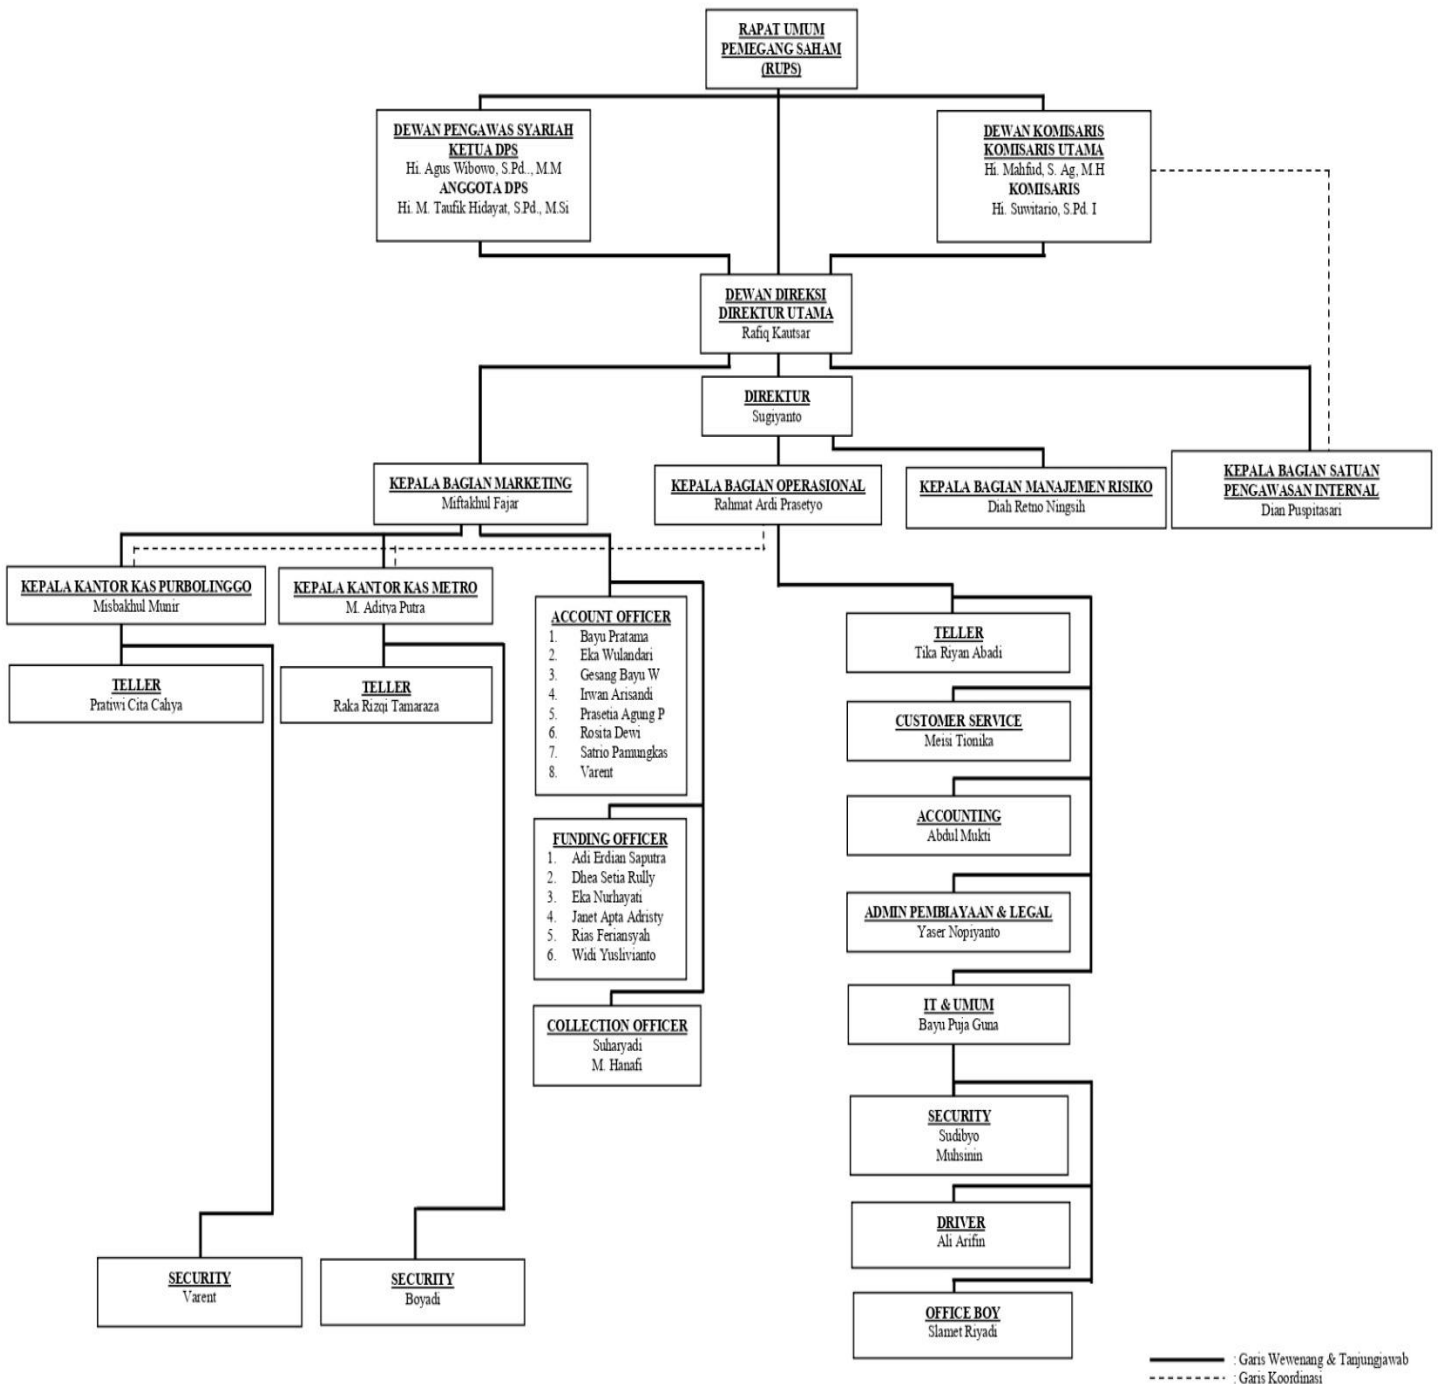 RAPAT UMUM
PEMEGANG SAHAM
(RUPS)
DEWAN PENGAWAS SYARIAH
KETUA DPS
Hi. Agus Wibowo, S.Pd.., M.M
ANGGOTA DPS
Hi. M. Taufik Hidayat, S.Pd., M.Si
DEWAN KOMISARIS
KOMISARIS UTAMA
Hi. Mahfud, S. Ag, M.H
KOMISARIS
Hi. Suwitario, S.Pd. I
DEWAN DIREKSI
DIREKTUR UTAMA
Rafiq Kautsar
DIREKTUR
Sugiyanto
KEPALA BAGIAN MARKETING
Miftakhul Fajar
KEPALA BAGIAN OPERASIONAL
Rahmat Ardi Prasetyo
KEPALA BAGIAN MANAJEMEN RISIKO
Diah Retno Ningsih
KEPALA BAGIAN SATUAN
PENGAWASAN INTERNAL
Dian Puspitasari
KEPALA KANTOR KAS PURBOLINGGO
Misbakhul Munir
KEPALA KANTOR KAS METRO
M. Aditya Putra
TELLER
Pratiwi Cita Cahya
TELLER
Raka Rizqi Tamaraza
ACCOUNT OFFICER
1. Bayu Pratama
2. Eka Wulandari
3. Gesang Bayu W
4. Irwan Arisandi
5. Prasetia Agung P
6. Rosita Dewi
7. Satrio Pamungkas
8. Varent
FUNDING OFFICER
1. Adi Erdian Saputra
2. Dhea Setia Rully
3. Eka Nurhayati
4. Janet Apta Adristy
5. Rias Feriansyah
6. Widi Yuslivianto
COLLECTION OFFICER
Suharyadi
M. Hanafi
TELLER
Tika Riyan Abadi
CUSTOMER SERVICE
Meisi Tionika
ACCOUNTING
Abdul Mukti
ADMIN PEMBIAYAAN & LEGAL
Yaser Nopiyanto
IT & UMUM
Bayu Puja Guna
SECURITY
Sudibyo
Muhsinin
DRIVER
Ali Arifin
OFFICE BOY
Slamet Riyadi
SECURITY
Varent
SECURITY
Boyadi
: Garis Wewenang & Tanjungjawab
: Garis Koordinasi